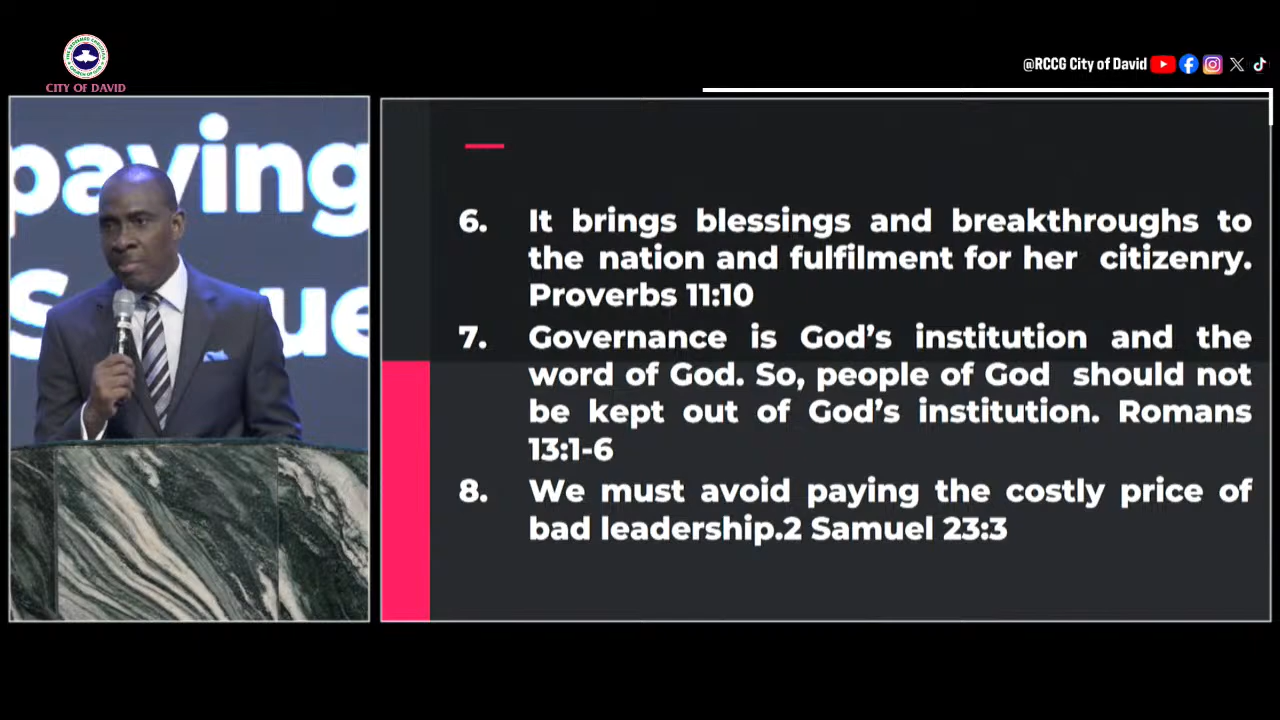 CITY OF DAVID
@RCCG City of David
paying
Samue
6. It brings blessings and breakthroughs to
the nation and fulfilment for her citizenry.
Proverbs 11:10
7. Governance is God’s institution and the
word of God. So, people of God should not
be kept out of God’s institution. Romans
13:1-6
8. We must avoid paying the costly price of
bad leadership.2 Samuel 23:3